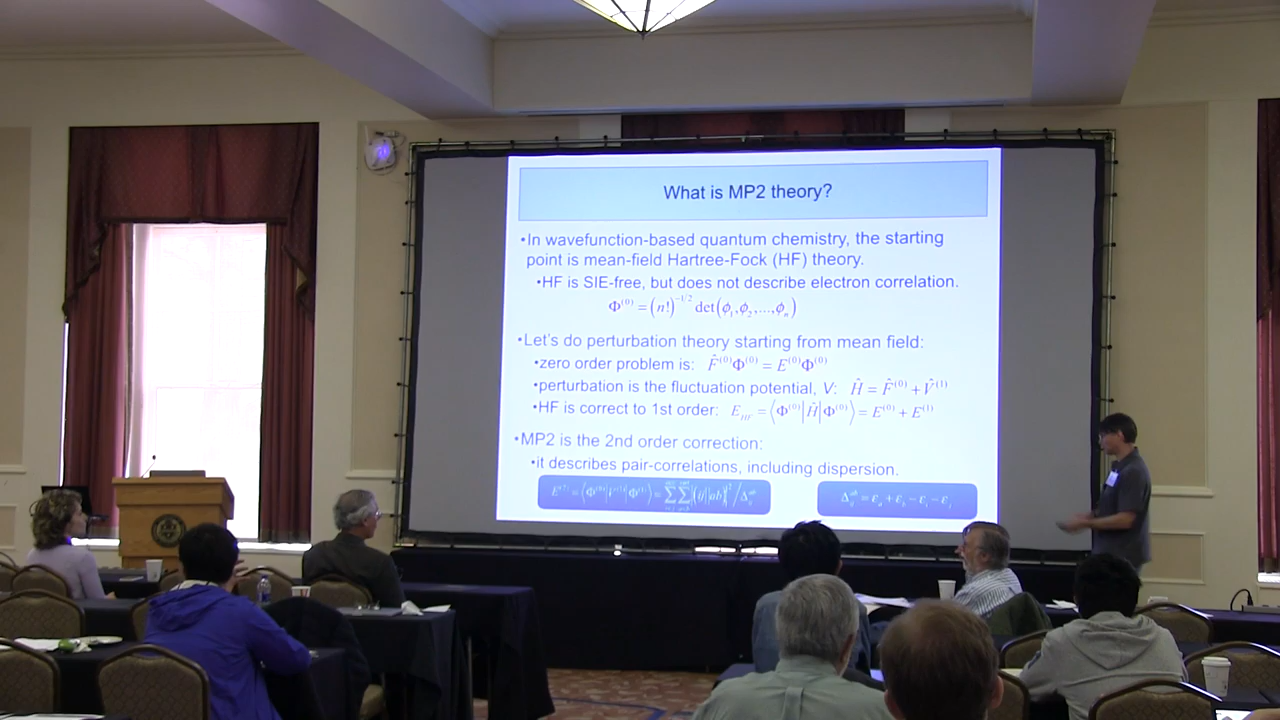 What is MP2 theory?
•In wavefunction-based quantum chemistry, the starting
point is mean-field Hartree-Fock (HF) theory.
•HF is SIE-free, but does not describe electron correlation.
Φ⁽⁰⁾ = (n!)⁻¹ᐟ² det(ϕ₁,ϕ₂,...,ϕₙ)
•Let's do perturbation theory starting from mean field:
•zero order problem is: F̂⁽⁰⁾Φ⁽⁰⁾ = E⁽⁰⁾Φ⁽⁰⁾
•perturbation is the fluctuation potential, V: Ĥ = F̂⁽⁰⁾ + V̂⁽¹⁾
•HF is correct to 1st order: E_HF = ⟨Φ⁽⁰⁾|Ĥ|Φ⁽⁰⁾⟩ = E⁽⁰⁾ + E⁽¹⁾
•MP2 is the 2nd order correction:
•it describes pair-correlations, including dispersion.